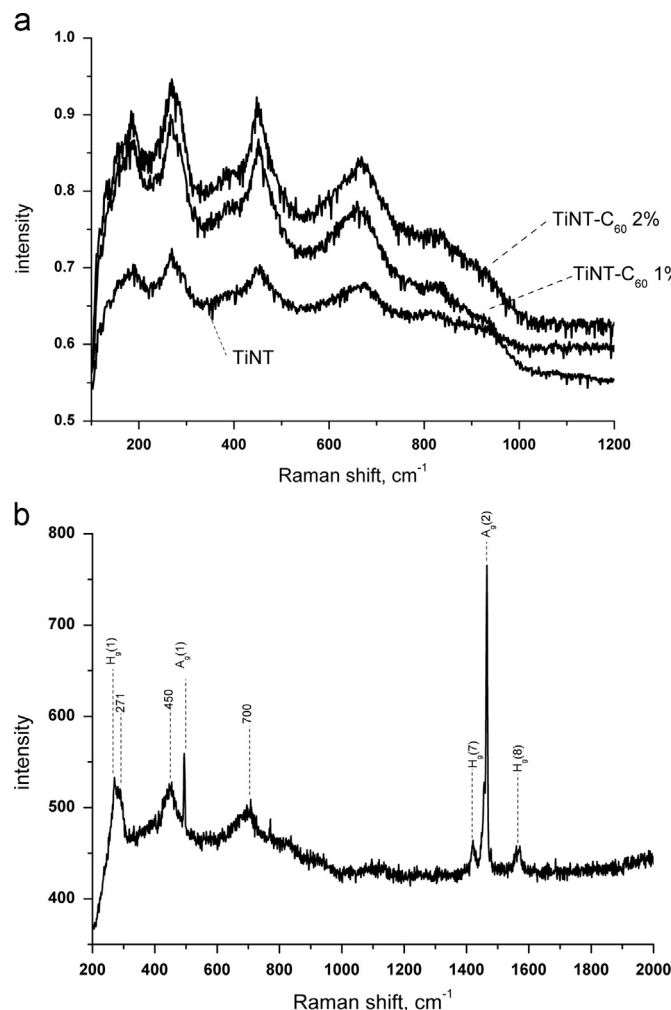 a
1.0
0.9
0.8
0.7
0.6
0.5
intensity
TiNT-C60 2%
TiNT-C60 1%
TiNT
200 400 600 800 1000 1200
Raman shift, cm-1
b
800
700
600
500
400
intensity
Hg(1)
271
450
Ag(1)
700
Hg(7)
Ag(2)
Hg(8)
200 400 600 800 1000 1200 1400 1600 1800 2000
Raman shift, cm-1